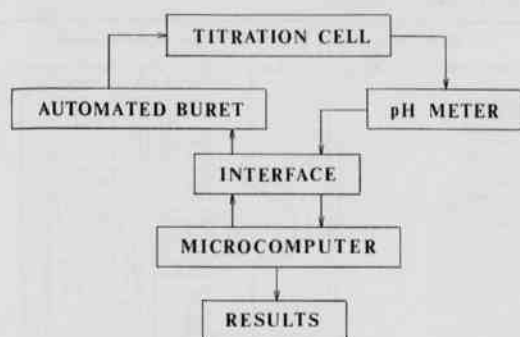 TITRATION CELL
AUTOMATED BURET
pH METER
INTERFACE
MICROCOMPUTER
RESULTS